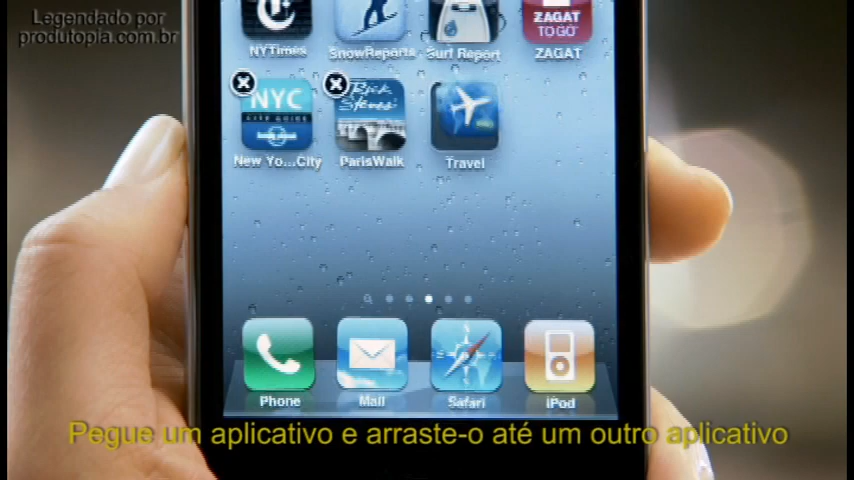 Legendado por
produtopia.com.br
NYTimes
SnowReports
Surf Report
ZAGAT
TO GO
ZAGAT
NYC
New Yo...City
Rick
Steves'
ParisWalk
Travel
Phone
Mail
Safari
iPod
Pegue um aplicativo e arraste-o até um outro aplicativo